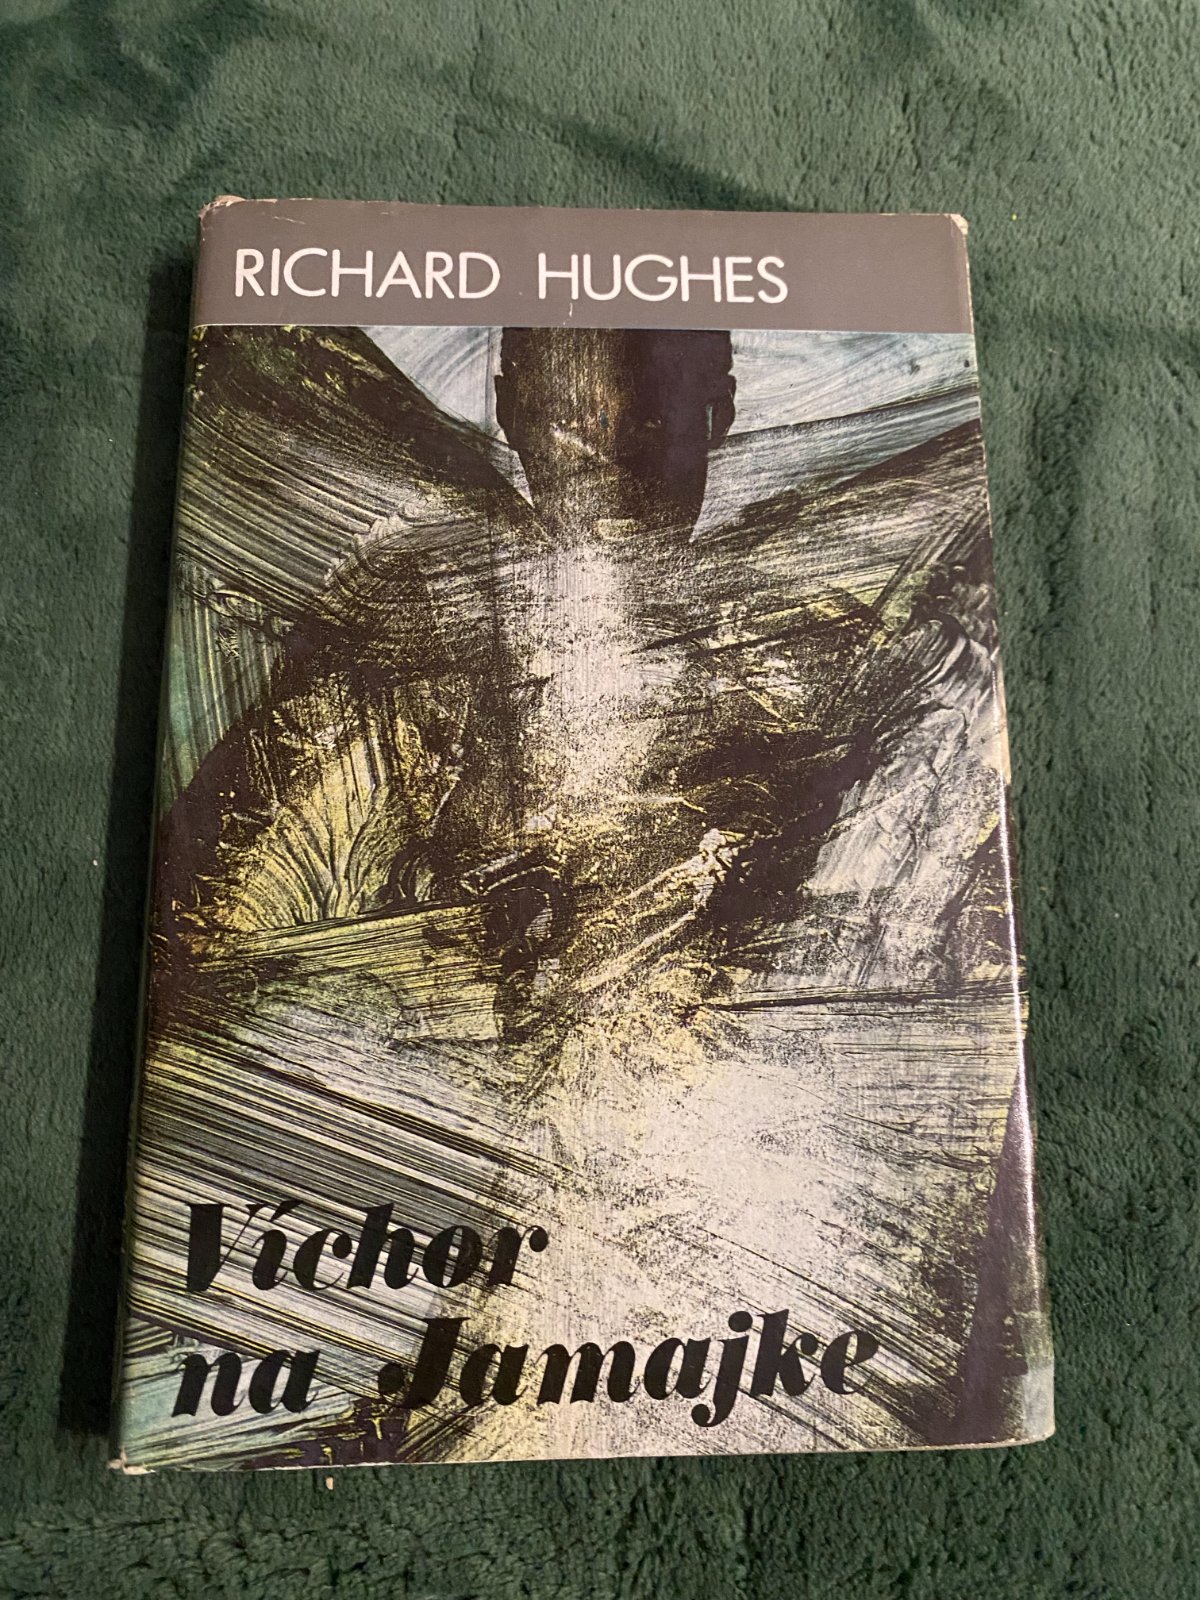 RICHARD HUGHES
Víchor
na Jamajke